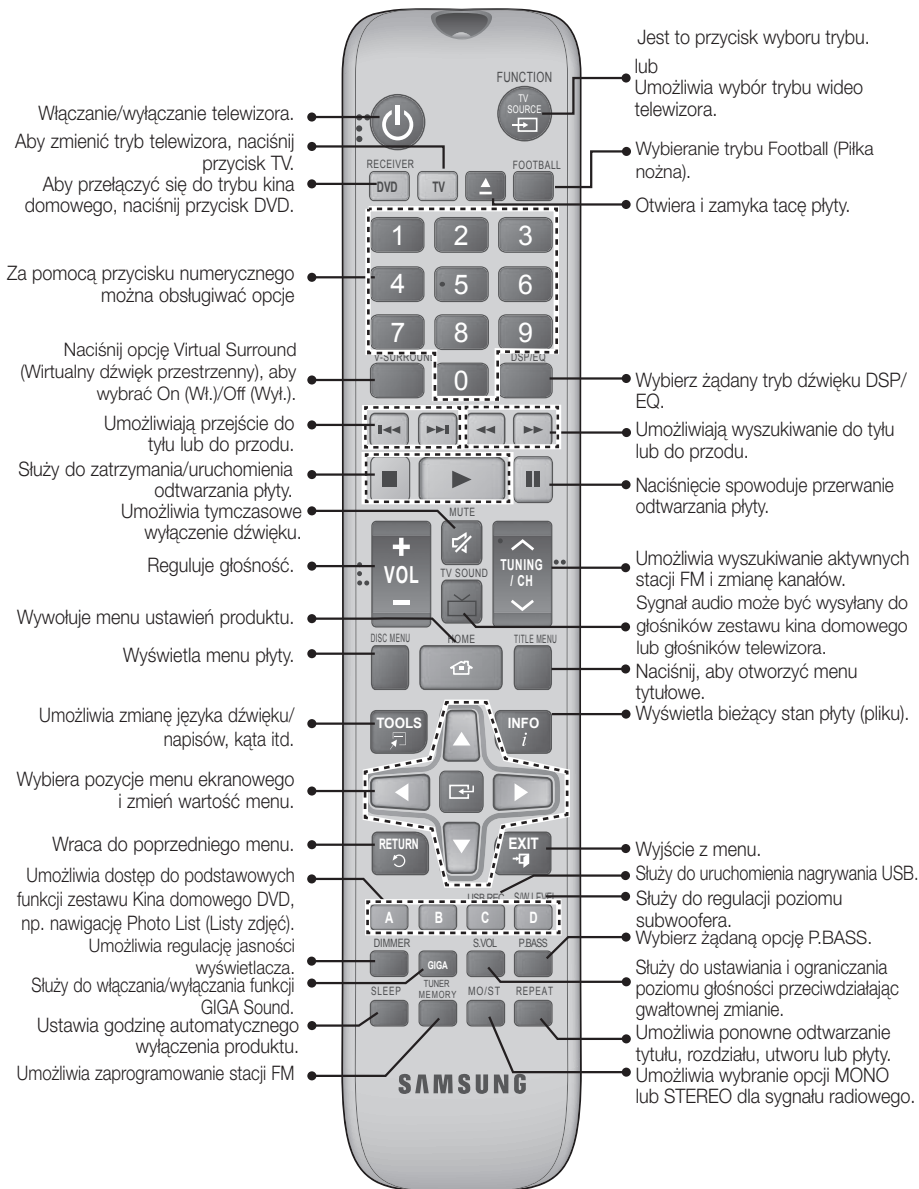 FUNCTION
TV
SOURCE
RECEIVER
DVD
TV
FOOTBALL
1 2 3
4 5 6
7 8 9
V-SURROUND
0
DSP/EQ
MUTE
+
VOL
−
TV SOUND
TUNING
/ CH
DISC MENU
HOME
TITLE MENU
TOOLS
INFO
i
RETURN
EXIT
USB REC
S/W LEVEL
A B C D
DIMMER
GIGA
S.VOL
P.BASS
SLEEP
TUNER
MEMORY
MO/ST
REPEAT
SAMSUNG
Włączanie/wyłączanie telewizora.
Aby zmienić tryb telewizora, naciśnij
przycisk TV.
Aby przełączyć się do trybu kina
domowego, naciśnij przycisk DVD.
Za pomocą przycisku numerycznego
można obsługiwać opcje
Naciśnij opcję Virtual Surround
(Wirtualny dźwięk przestrzenny), aby
wybrać On (Wł.)/Off (Wył.).
Umożliwiają przejście do
tyłu lub do przodu.
Służy do zatrzymania/uruchomienia
odtwarzania płyty.
Umożliwia tymczasowe
wyłączenie dźwięku.
Reguluje głośność.
Wywołuje menu ustawień produktu.
Wyświetla menu płyty.
Umożliwia zmianę języka dźwięku/
napisów, kąta itd.
Wybiera pozycje menu ekranowego
i zmień wartość menu.
Wraca do poprzedniego menu.
Umożliwia dostęp do podstawowych
funkcji zestawu Kina domowego DVD,
np. nawigację Photo List (Listy zdjęć).
Umożliwia regulację jasności
wyświetlacza.
Służy do włączania/wyłączania funkcji
GIGA Sound.
Ustawia godzinę automatycznego
wyłączenia produktu.
Umożliwia zaprogramowanie stacji FM
Jest to przycisk wyboru trybu.
lub
Umożliwia wybór trybu wideo
telewizora.
Wybieranie trybu Football (Piłka
nożna).
Otwiera i zamyka tacę płyty.
Wybierz żądany tryb dźwięku DSP/
EQ.
Umożliwiają wyszukiwanie do tyłu
lub do przodu.
Naciśnięcie spowoduje przerwanie
odtwarzania płyty.
Umożliwia wyszukiwanie aktywnych
stacji FM i zmianę kanałów.
Sygnał audio może być wysyłany do
głośników zestawu kina domowego
lub głośników telewizora.
Naciśnij, aby otworzyć menu
tytułowe.
Wyświetla bieżący stan płyty (pliku).
Wyjście z menu.
Służy do uruchomienia nagrywania USB.
Służy do regulacji poziomu
subwoofera.
Wybierz żądaną opcję P.BASS.
Służy do ustawiania i ograniczania
poziomu głośności przeciwdziałając
gwałtownej zmianie.
Umożliwia ponowne odtwarzanie
tytułu, rozdziału, utworu lub płyty.
Umożliwia wybranie opcji MONO
lub STEREO dla sygnału radiowego.